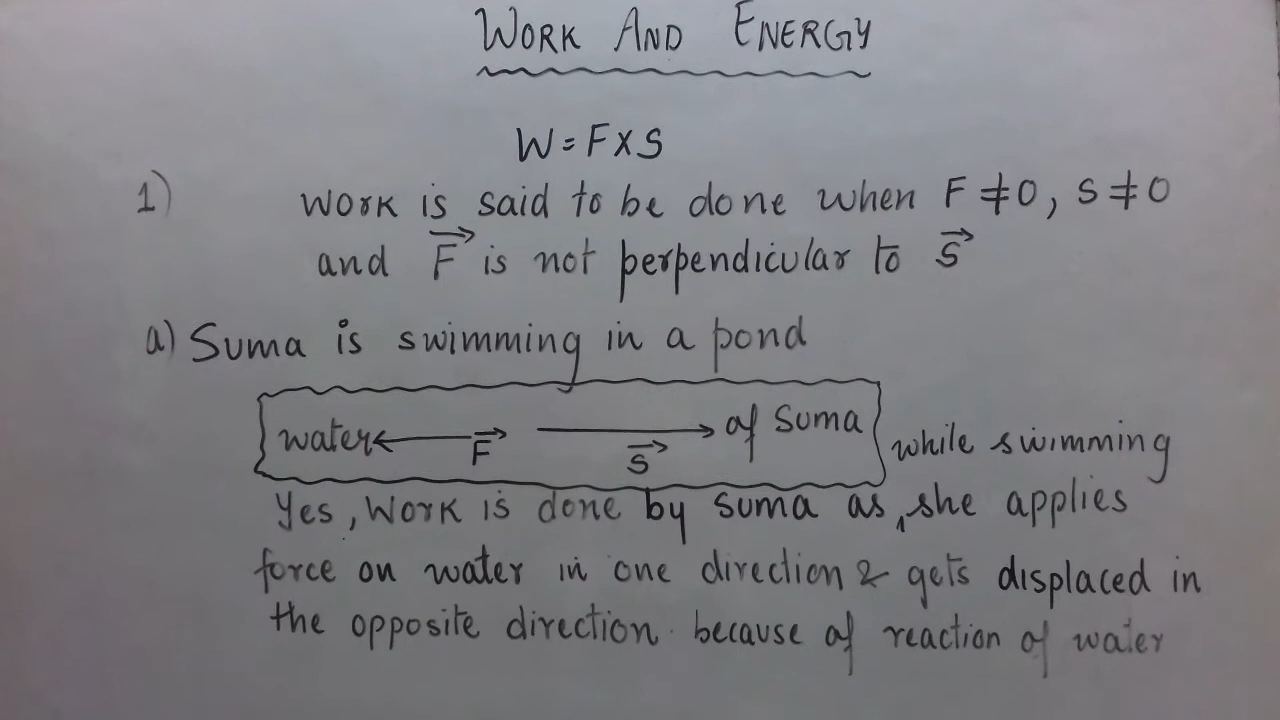 WORK AND ENERGY
W = F X S
1) Work is said to be done when F ≠ 0, S ≠ 0
and F⃗ is not perpendicular to S⃗
a) Suma is swimming in a pond
water ← F⃗ → S⃗ of Suma
while swimming
Yes, Work is done by Suma as, she applies
force on water in one direction & gets displaced in
the opposite direction because of reaction of water